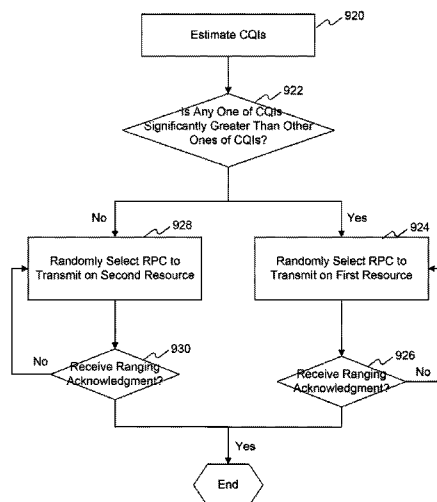 920
Estimate CQIs
922
Is Any One of CQIs
Significantly Greater Than Other
Ones of CQIs?
No
928
Yes
924
Randomly Select RPC to
Transmit on Second Resource
Randomly Select RPC to
Transmit on First Resource
No
930
Receive Ranging
Acknowledgment?
926
Receive Ranging
Acknowledgment?
No
Yes
End